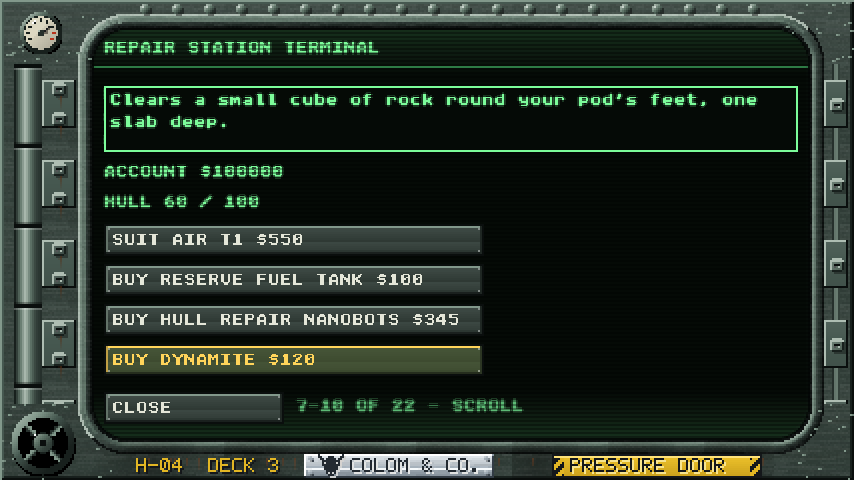 REPAIR STATION TERMINAL
Clears a small cube of rock round your pod's feet, one
slab deep.
ACCOUNT $100000
HULL 60 / 100
SUIT AIR T1 $550
BUY RESERVE FUEL TANK $100
BUY HULL REPAIR NANOBOTS $345
BUY DYNAMITE $120
CLOSE
7-10 OF 22 - SCROLL
H-04 DECK 3
COLOM & CO.
PRESSURE DOOR